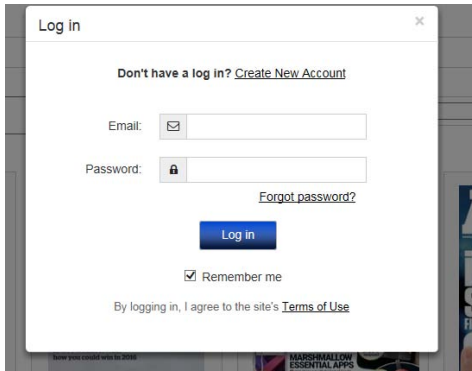 Log in
×
Don't have a log in? Create New Account
Email:
Password:
Forgot password?
Log in
Remember me
By logging in, I agree to the site's Terms of Use
how you could win in 2016
MARSHMALLOW
ESSENTIAL APPS